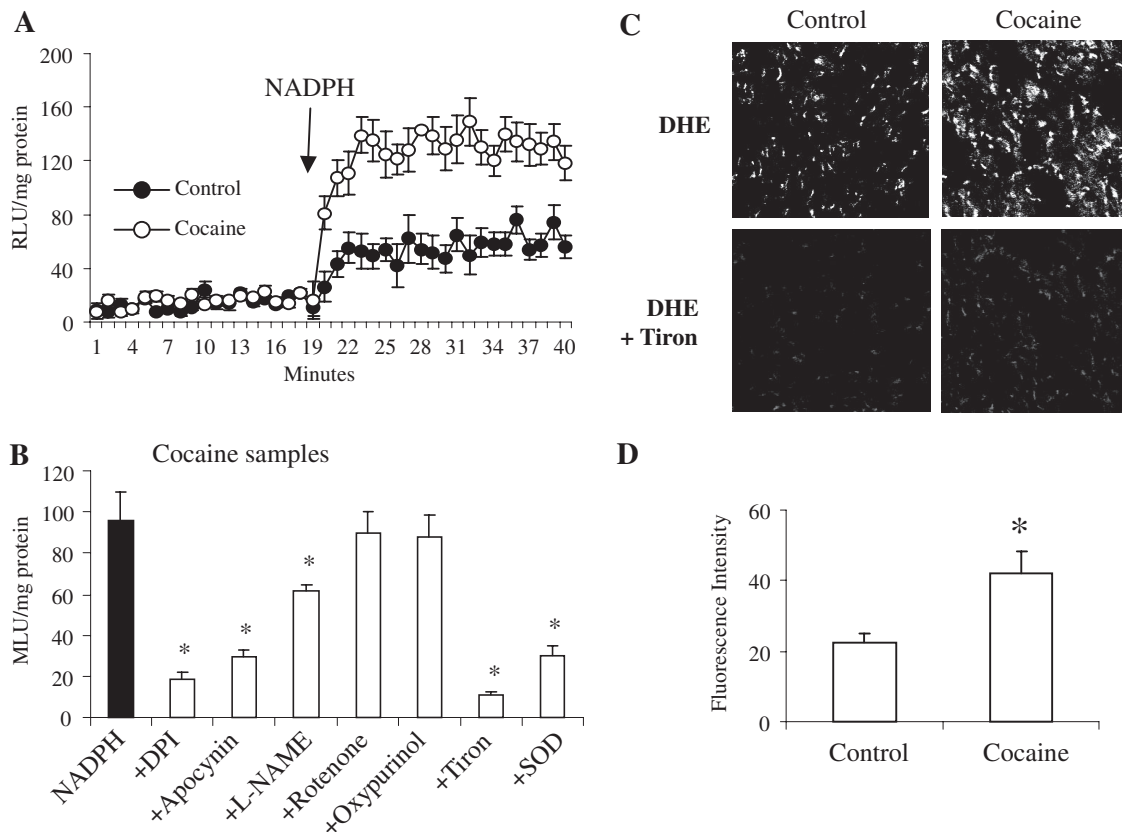 A
200
160
120
80
40
0
RLU/mg protein
NADPH
Control
Cocaine
1 4 7 10 13 16 19 22 25 28 31 34 37 40
Minutes
B
Cocaine samples
120
100
80
60
40
20
0
MLU/mg protein
* * * * *
NADPH
+DPI
+Apocynin
+L-NAME
+Rotenone
+Oxypurinol
+Tiron
+SOD
C
Control Cocaine
DHE
DHE
+ Tiron
D
60
40
20
0
Fluorescence Intensity
*
Control Cocaine